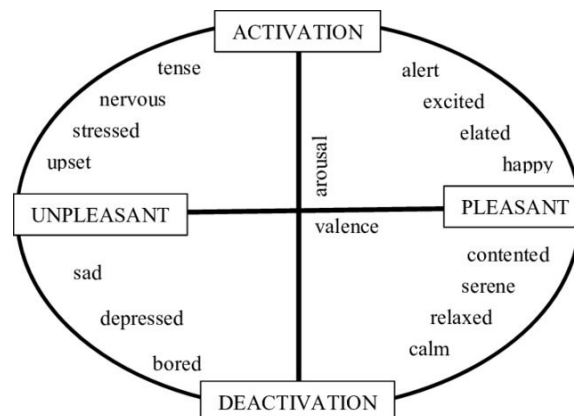 ACTIVATION
tense
alert
nervous
excited
stressed
elated
upset
happy
arousal
UNPLEASANT
PLEASANT
valence
contented
sad
serene
depressed
relaxed
calm
bored
DEACTIVATION